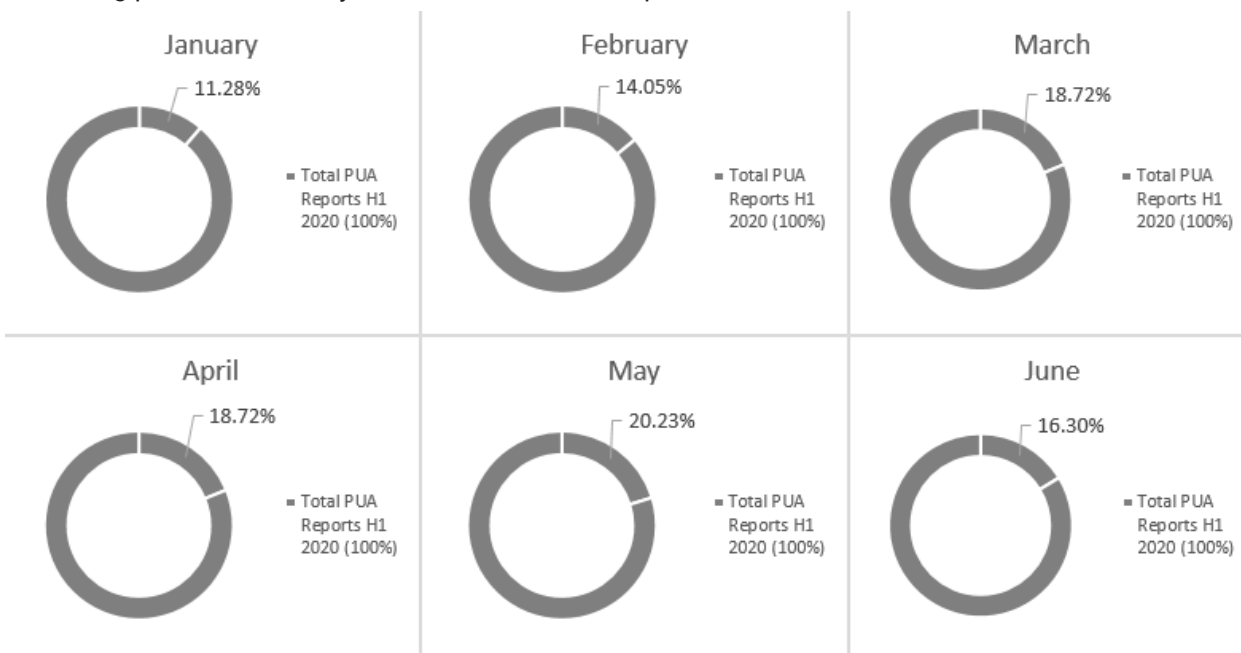 January
11.28%
Total PUA
Reports H1
2020 (100%)
February
14.05%
Total PUA
Reports H1
2020 (100%)
March
18.72%
Total PUA
Reports H1
2020 (100%)
April
18.72%
Total PUA
Reports H1
2020 (100%)
May
20.23%
Total PUA
Reports H1
2020 (100%)
June
16.30%
Total PUA
Reports H1
2020 (100%)